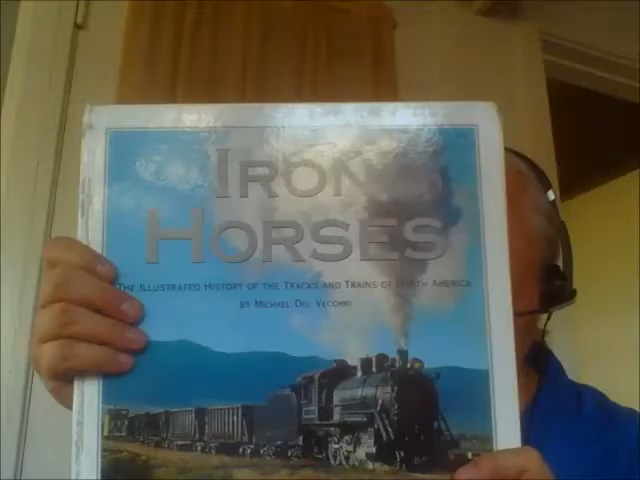 IRON
HORSES
THE ILLUSTRATED HISTORY OF THE TRACKS AND TRAINS OF NORTH AMERICA
BY MICHAEL DEL VECCHIO